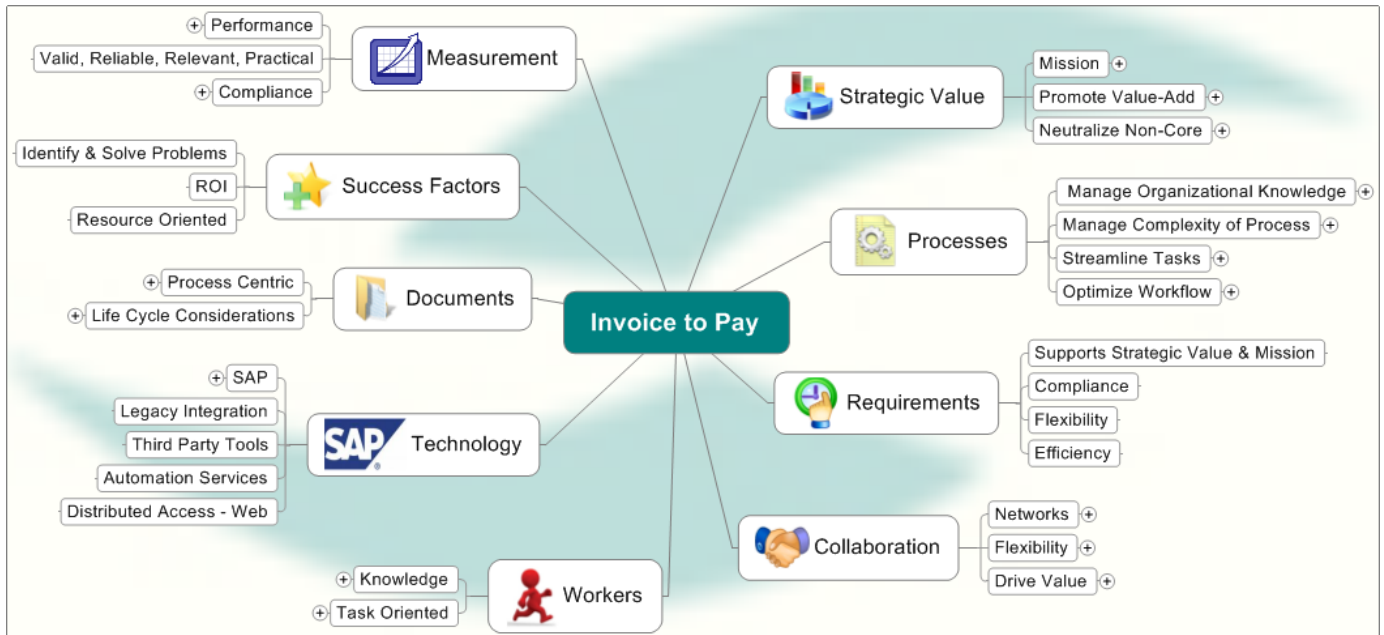 Invoice to Pay
Measurement
Performance
Valid, Reliable, Relevant, Practical
Compliance
Success Factors
Identify & Solve Problems
ROI
Resource Oriented
Documents
Process Centric
Life Cycle Considerations
SAP
Technology
SAP
Legacy Integration
Third Party Tools
Automation Services
Distributed Access - Web
Workers
Knowledge
Task Oriented
Strategic Value
Mission
Promote Value-Add
Neutralize Non-Core
Processes
Manage Organizational Knowledge
Manage Complexity of Process
Streamline Tasks
Optimize Workflow
Requirements
Supports Strategic Value & Mission
Compliance
Flexibility
Efficiency
Collaboration
Networks
Flexibility
Drive Value